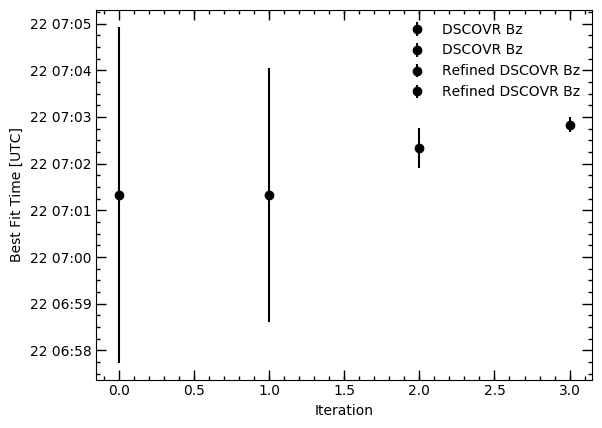 22 07:05
22 07:04
22 07:03
22 07:02
22 07:01
22 07:00
22 06:59
22 06:58
Best Fit Time [UTC]
DSCOVR Bz
DSCOVR Bz
Refined DSCOVR Bz
Refined DSCOVR Bz
0.0 0.5 1.0 1.5 2.0 2.5 3.0
Iteration